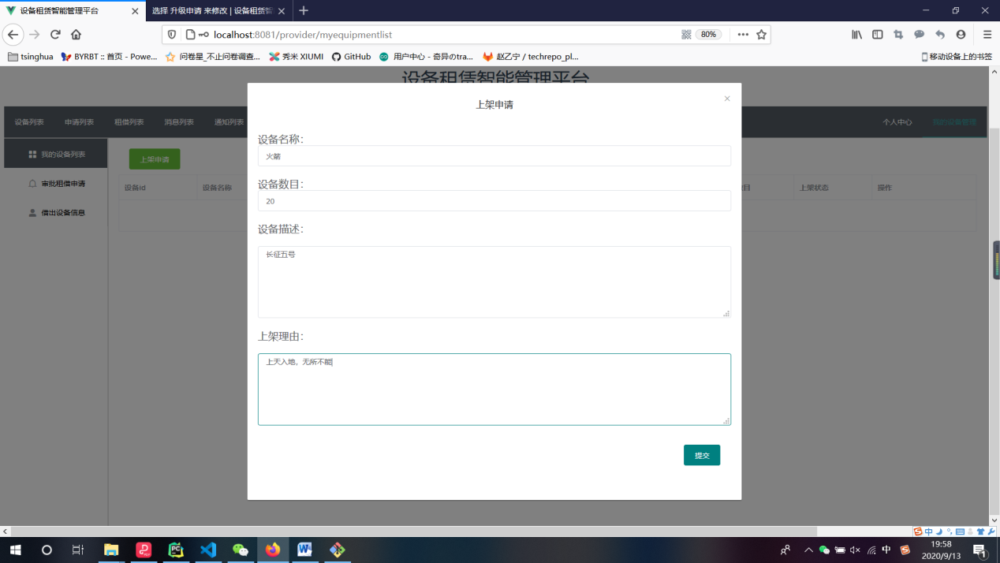 设备租赁智能管理平台
选择 升级申请 来修改 | 设备租赁智
localhost:8081/provider/myequipmentlist
80%
tsinghua
BYRBT :: 首页 - Powe...
问卷星_不止问卷调查...
秀米 XIUMI
GitHub
用户中心 - 奇异のtra...
赵乙宁 / techrepo_pl...
移动设备上的书签
设备租赁智能管理平台
设备列表
申请列表
租借列表
消息列表
通知列表
个人中心
我的设备管理
我的设备列表
审批租借申请
借出设备信息
上架申请
设备id
设备名称
目
上架状态
操作
上架申请
×
设备名称：
火箭
设备数目：
20
设备描述：
长征五号
上架理由：
上天入地，无所不能
提交
中
中
19:58
2020/9/13
1